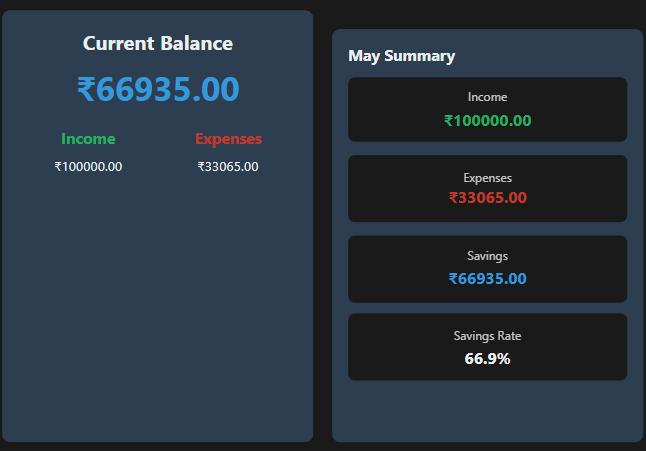 Current Balance
₹66935.00
Income Expenses
₹100000.00 ₹33065.00
May Summary
Income
₹100000.00
Expenses
₹33065.00
Savings
₹66935.00
Savings Rate
66.9%